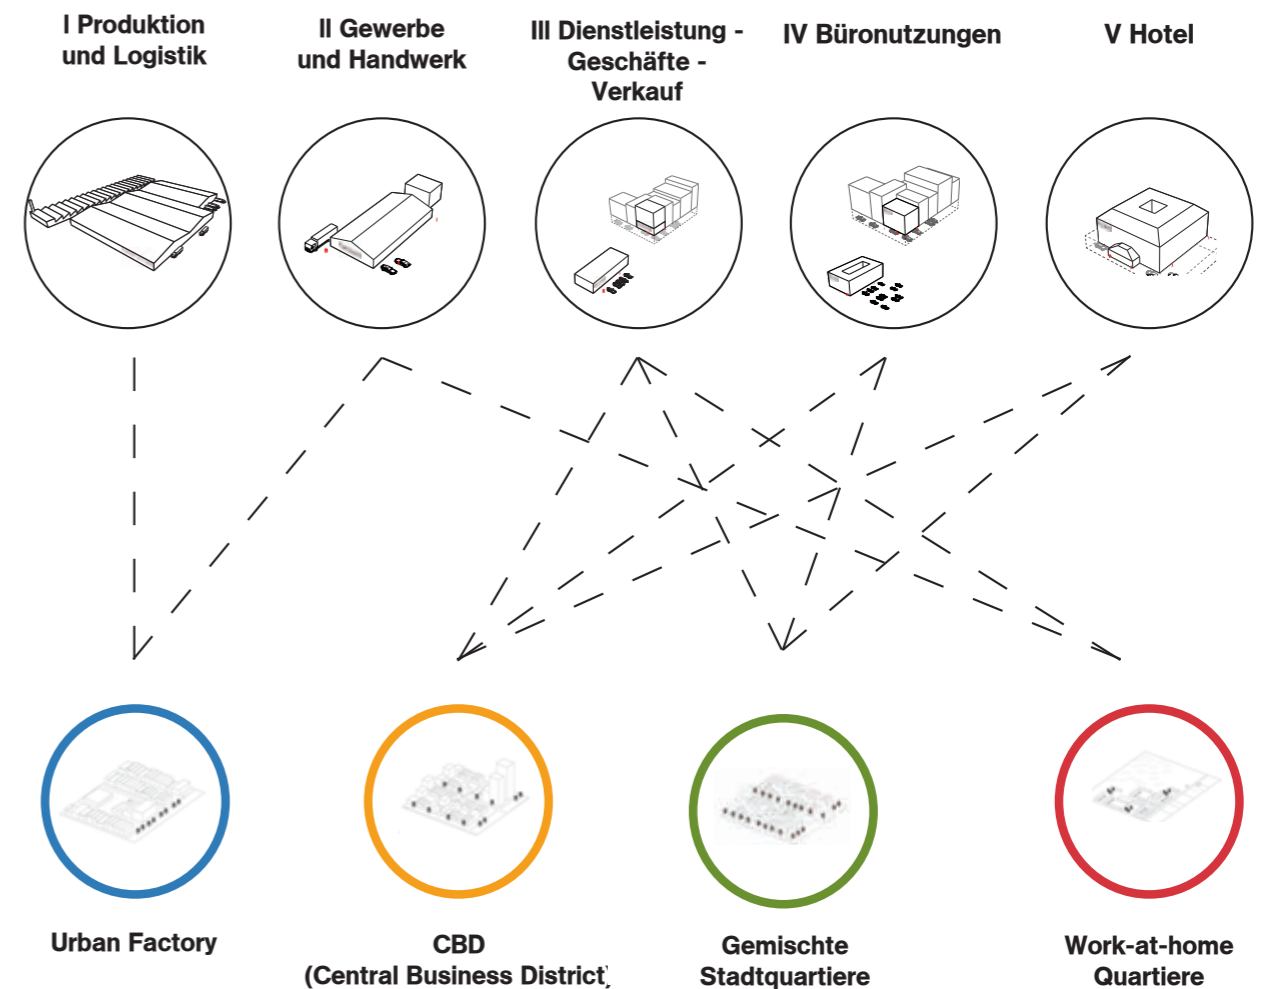 I Produktion
und Logistik
II Gewerbe
und Handwerk
III Dienstleistung -
Geschäfte -
Verkauf
IV Büronutzungen
V Hotel
Urban Factory
CBD
(Central Business District)
Gemischte
Stadtquartiere
Work-at-home
Quartiere